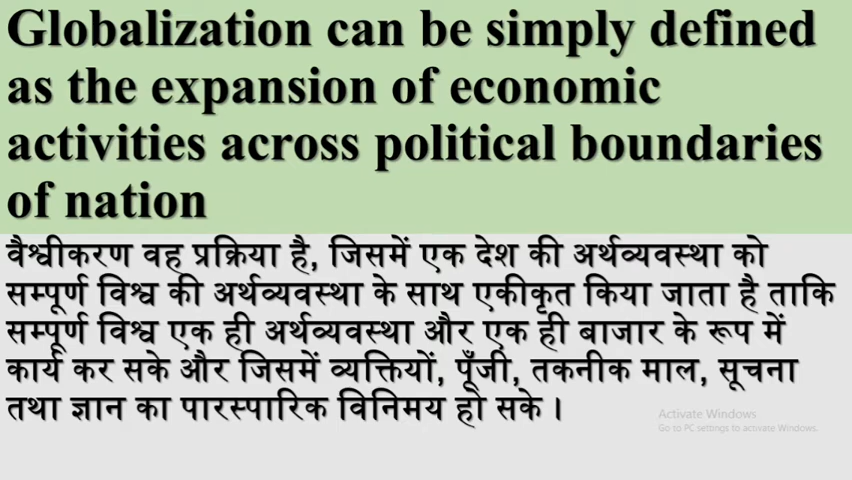 Globalization can be simply defined
as the expansion of economic
activities across political boundaries
of nation
वैश्वीकरण वह प्रक्रिया है, जिसमें एक देश की अर्थव्यवस्था को
सम्पूर्ण विश्व की अर्थव्यवस्था के साथ एकीकृत किया जाता है ताकि
सम्पूर्ण विश्व एक ही अर्थव्यवस्था और एक ही बाजार के रूप में
कार्य कर सके और जिसमें व्यक्तियों, पूँजी, तकनीक माल, सूचना
तथा ज्ञान का पारस्पारिक विनिमय हो सके ।
Activate Windows
Go to PC settings to activate Windows.